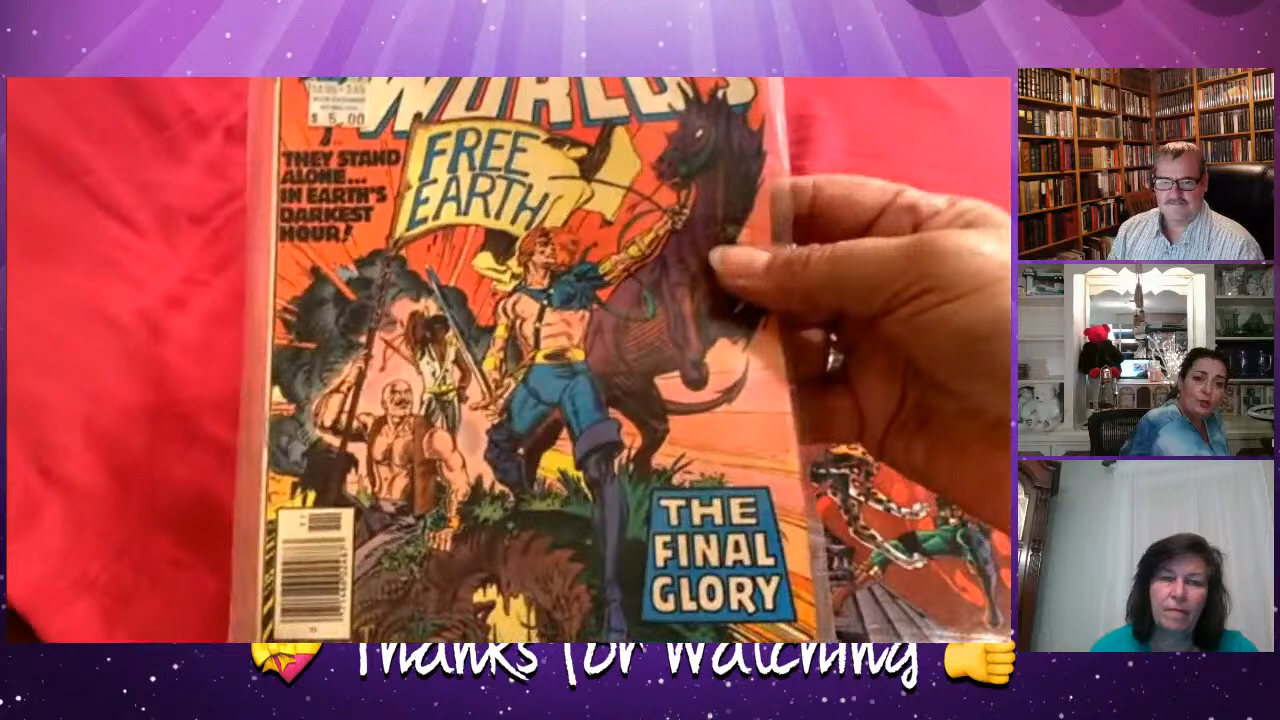 WORLDS
$ 5.00
THEY STAND
ALONE...
IN EARTH'S
DARKEST
HOUR!
FREE
EARTH!
THE
FINAL
GLORY
Thanks for Watching